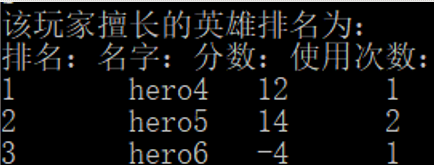 该玩家擅长的英雄排名为:
排名: 名字: 分数: 使用次数:
1 hero4 12 1
2 hero5 14 2
3 hero6 -4 1